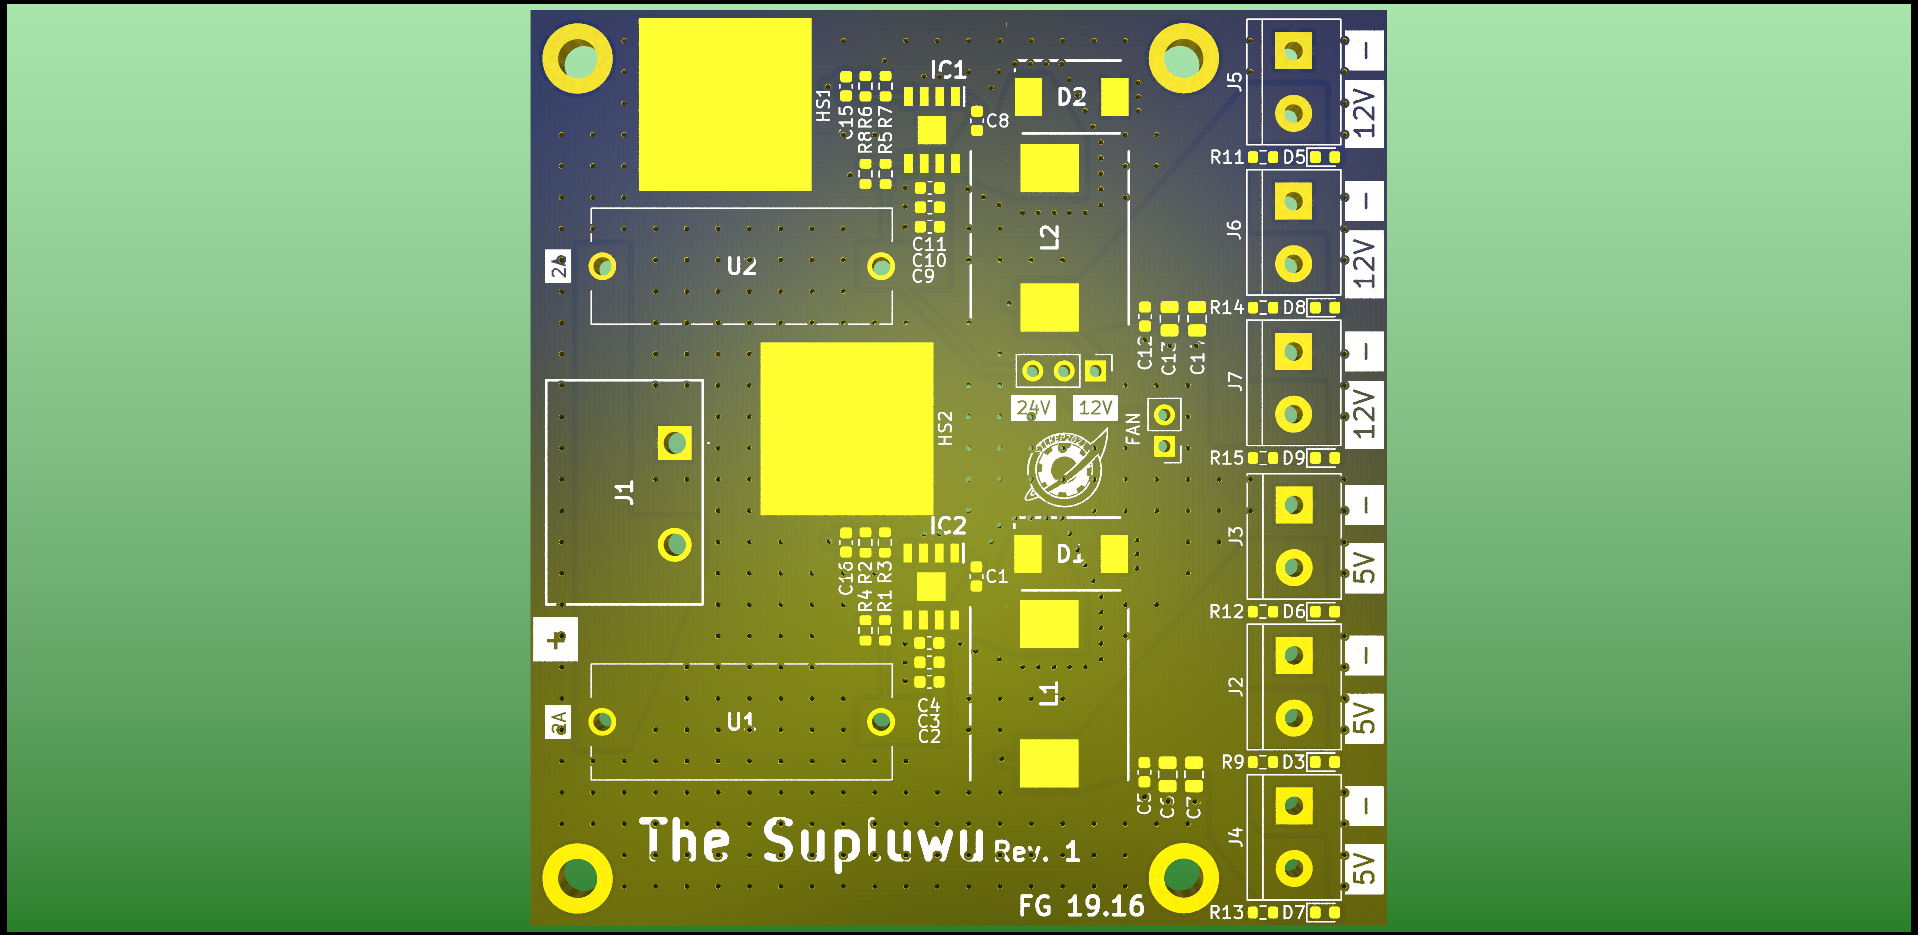 IC1
D2
HS1
C15
R6
R7
R8
R5
C8
J5
−
12V
R11
D5
2A
U2
C11
C10
C9
L2
J6
−
12V
R14
D8
C12
C13
J7
−
12V
R15
D9
24V
12V
FAN
HS2
J1
IC2
D1
C16
R2
R3
R4
R1
C1
J3
−
5V
R12
D6
+
2A
U1
C4
C3
C2
L1
J2
−
5V
R9
D3
C5
C6
C7
J4
−
5V
The Supluwu Rev. 1
FG 19.16
R13
D7